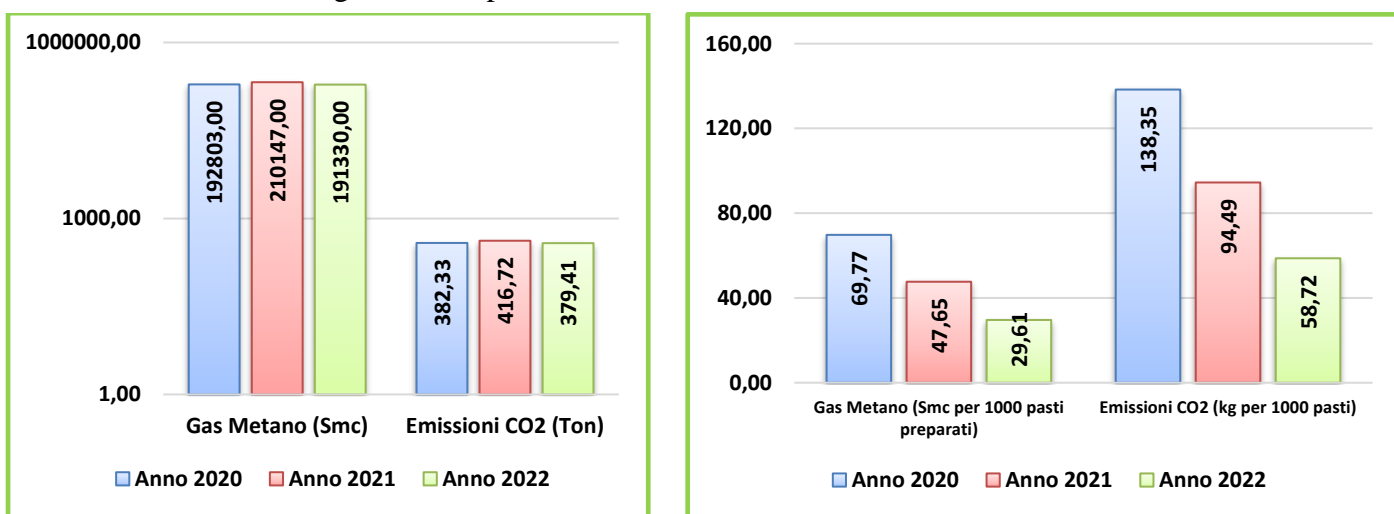 1000000,00
1000,00
1,00
192803,00
210147,00
191330,00
382,33
416,72
379,41
Gas Metano (Smc)
Emissioni CO2 (Ton)
Anno 2020
Anno 2021
Anno 2022
160,00
120,00
80,00
40,00
0,00
69,77
47,65
29,61
138,35
94,49
58,72
Gas Metano (Smc per 1000 pasti
preparati)
Emissioni CO2 (kg per 1000 pasti)
Anno 2020
Anno 2021
Anno 2022